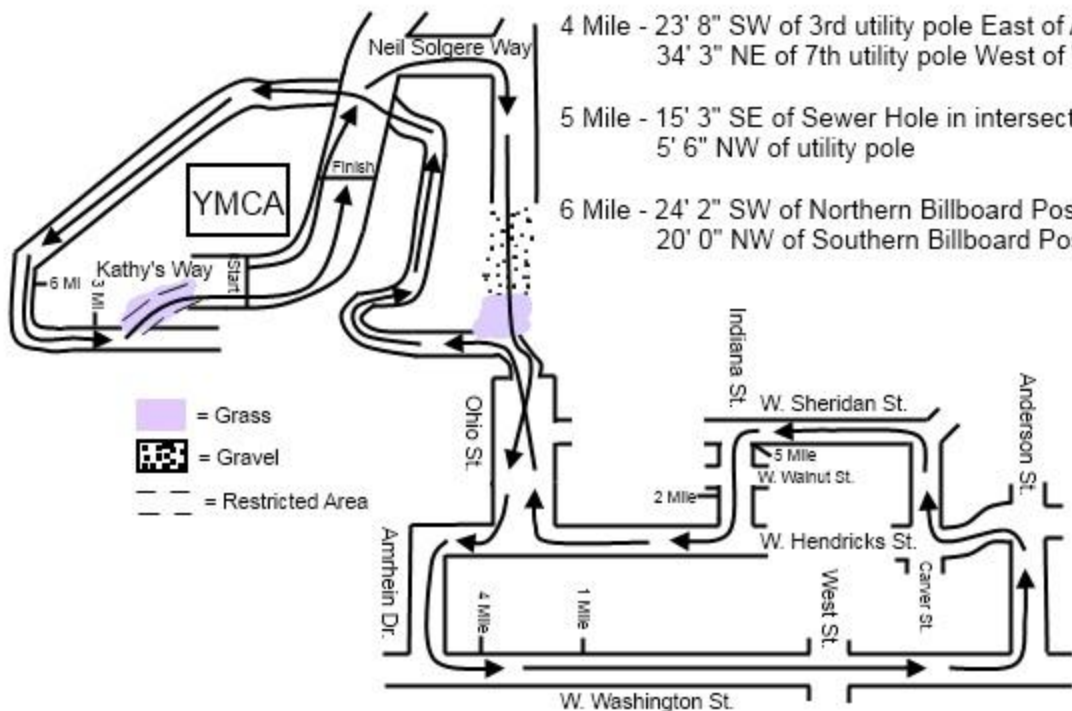 4 Mile - 23' 8" SW of 3rd utility pole East of
34' 3" NE of 7th utility pole West of
5 Mile - 15' 3" SE of Sewer Hole in intersect
5' 6" NW of utility pole
6 Mile - 24' 2" SW of Northern Billboard Pos
20' 0" NW of Southern Billboard Pos
Neil Solgere Way
Finish
YMCA
Kathy's Way
Start
6 MI
3 MI
Indiana St.
W. Sheridan St.
Anderson St.
= Grass
= Gravel
= Restricted Area
Ohio St.
5 Mile
W. Walnut St.
2 Mile
Amrhein Dr.
W. Hendricks St.
Carver St.
West St.
4 Mile
1 Mile
W. Washington St.